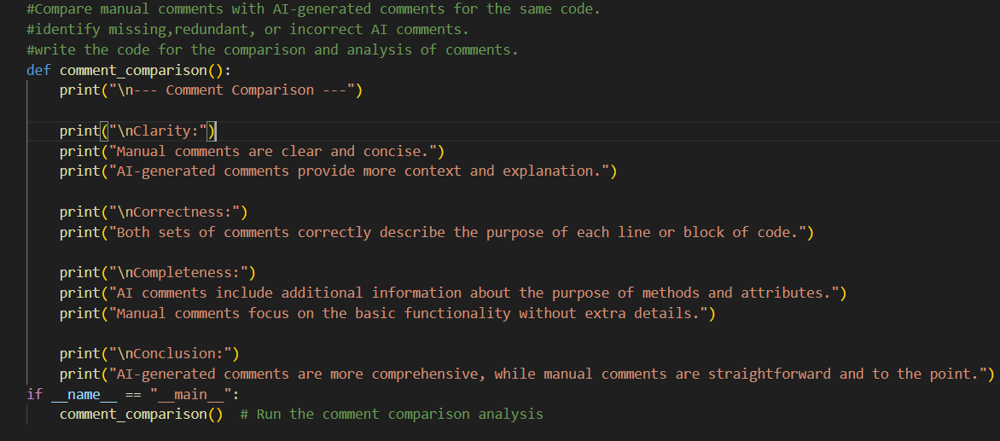 #Compare manual comments with AI-generated comments for the same code.
#identify missing,redundant, or incorrect AI comments.
#write the code for the comparison and analysis of comments.
def comment_comparison():
    print("\n--- Comment Comparison ---")

    print("\nClarity:")
    print("Manual comments are clear and concise.")
    print("AI-generated comments provide more context and explanation.")

    print("\nCorrectness:")
    print("Both sets of comments correctly describe the purpose of each line or block of code.")

    print("\nCompleteness:")
    print("AI comments include additional information about the purpose of methods and attributes.")
    print("Manual comments focus on the basic functionality without extra details.")

    print("\nConclusion:")
    print("AI-generated comments are more comprehensive, while manual comments are straightforward and to the point.")
if __name__ == "__main__":
    comment_comparison()  # Run the comment comparison analysis